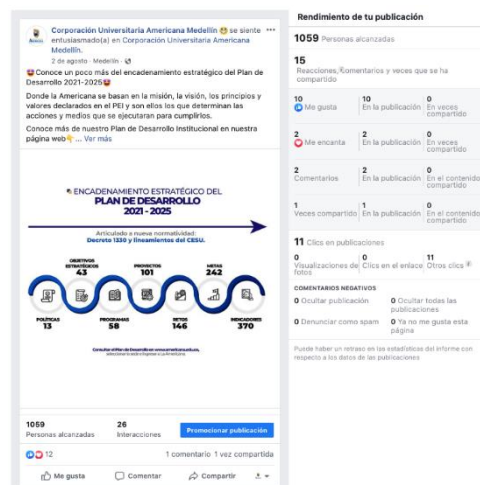 Corporación Universitaria Americana Medellín 😁 se siente
entusiasmado(a) en Corporación Universitaria Americana
Medellín.
2 de agosto · Medellín ·
😍Conoce un poco más del encadenamiento estratégico del Plan de
Desarrollo 2021-2025😍
Donde la Americana se basan en la misión, la visión, los principios y
valores declarados en el PEI y son ellos los que determinan las
acciones y medios que se ejecutaran para cumplirlos.
Conoce más de nuestro Plan de Desarrollo Institucional en nuestra
página web👇... Ver más
ENCADENAMIENTO ESTRATÉGICO DEL
PLAN DE DESARROLLO
2021 - 2025
Articulado a nueva normatividad:
Decreto 1330 y lineamientos del CESU.
OBJETIVOS
ESTRATÉGICOS
43
PROYECTOS
101
METAS
242
POLÍTICAS
13
PROGRAMAS
58
RETOS
146
INDICADORES
370
Consultar el Plan de Desarrollo en www.americana.edu.co,
1059
Personas alcanzadas
26
Interacciones
Promocionar publicación
12
1 comentario 1 vez compartida
Me gusta
Comentar
Compartir
Rendimiento de tu publicación
1059 Personas alcanzadas
15
Reacciones, comentarios y veces que se ha
compartido
10
Me gusta
10
En la publicación
0
En veces
compartido
2
Me encanta
2
En la publicación
0
En veces
compartido
2
Comentarios
2
En la publicación
0
En el contenido
compartido
1
Veces compartido
1
En la publicación
0
En el contenido
compartido
11 Clics en publicaciones
0
Visualizaciones de
fotos
0
Clics en el enlace
11
Otros clics
COMENTARIOS NEGATIVOS
0 Ocultar publicación
0 Ocultar todas las
publicaciones
0 Denunciar como spam
0 Ya no me gusta esta
página
Puede haber un retraso en las estadísticas del informe con
respecto a los datos de las publicaciones